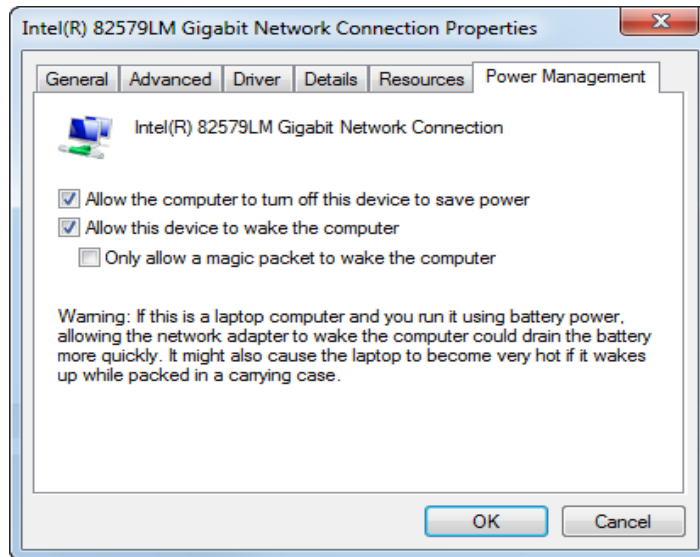 Intel(R) 82579LM Gigabit Network Connection Properties
General
Advanced
Driver
Details
Resources
Power Management
Intel(R) 82579LM Gigabit Network Connection
Allow the computer to turn off this device to save power
Allow this device to wake the computer
Only allow a magic packet to wake the computer
Warning: If this is a laptop computer and you run it using battery power,
allowing the network adapter to wake the computer could drain the battery
more quickly. It might also cause the laptop to become very hot if it wakes
up while packed in a carrying case.
OK
Cancel